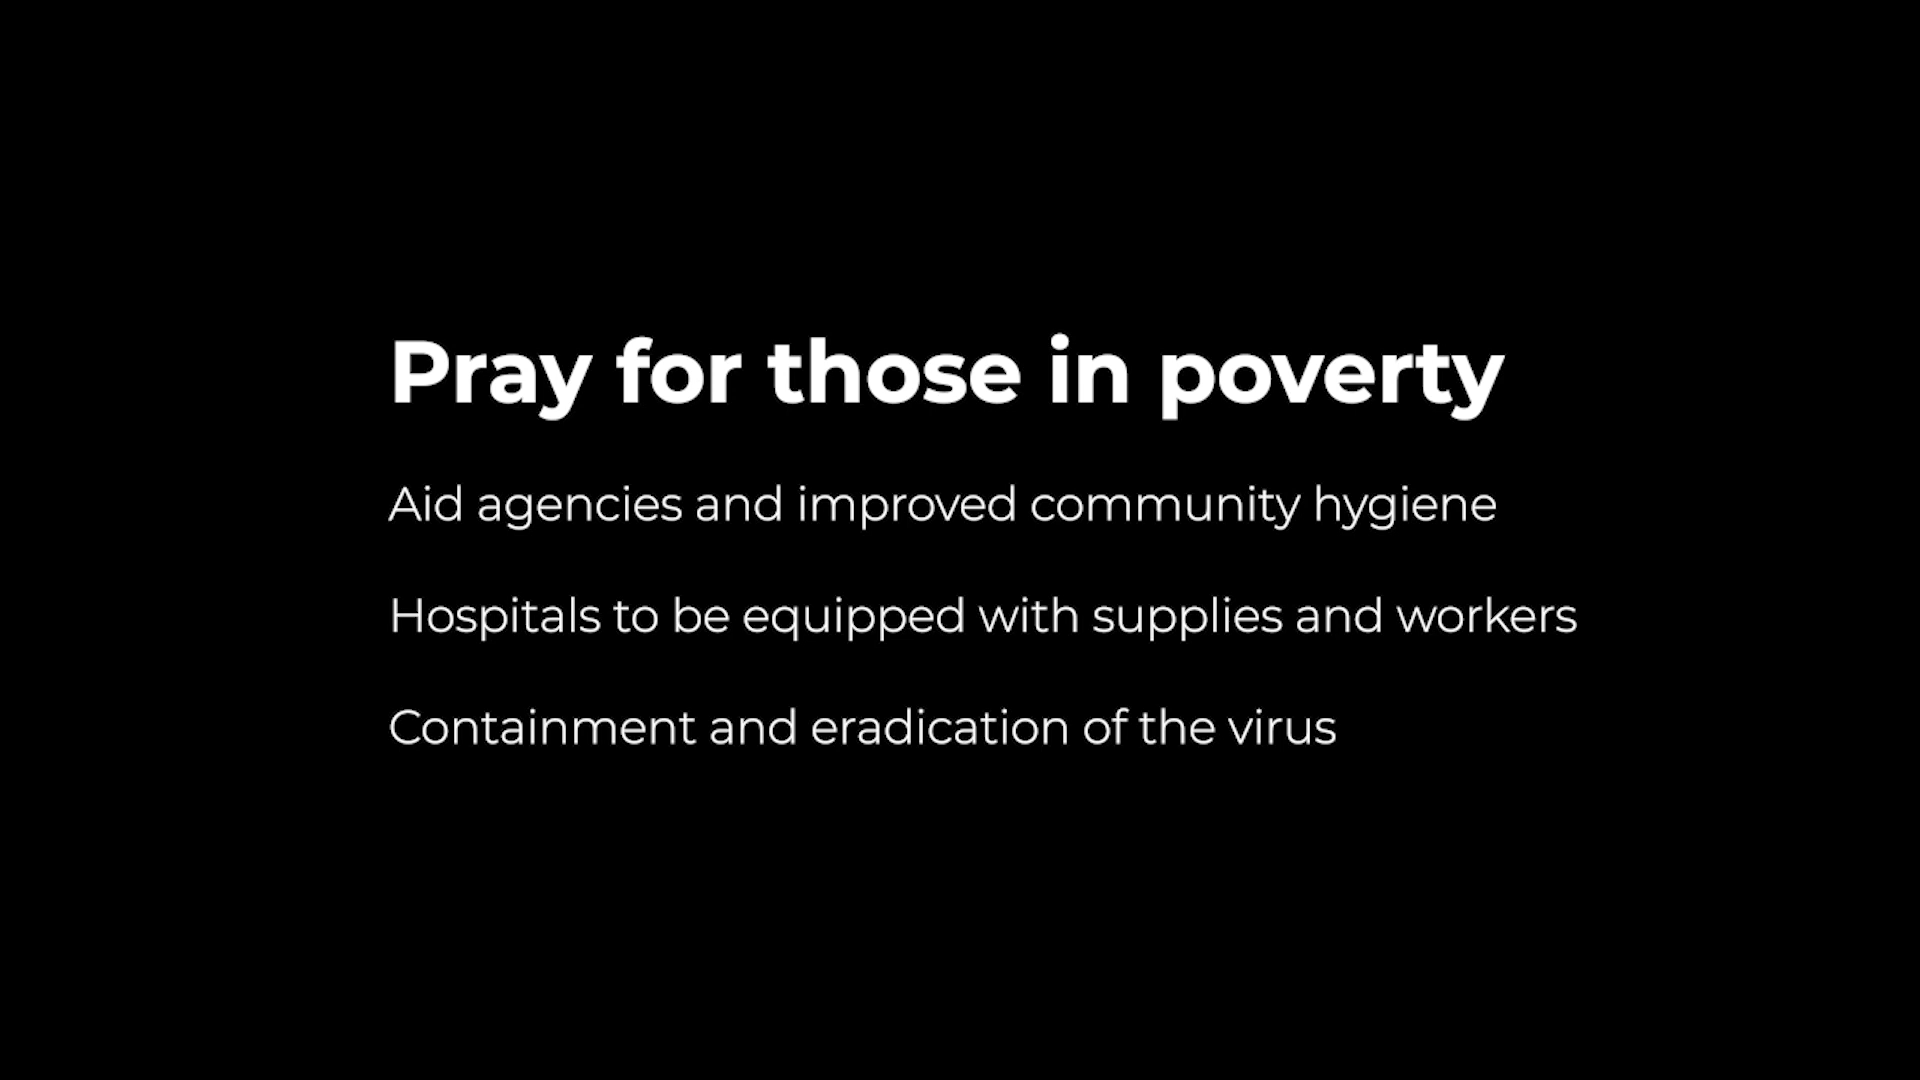 Pray for those in poverty
Aid agencies and improved community hygiene
Hospitals to be equipped with supplies and workers
Containment and eradication of the virus